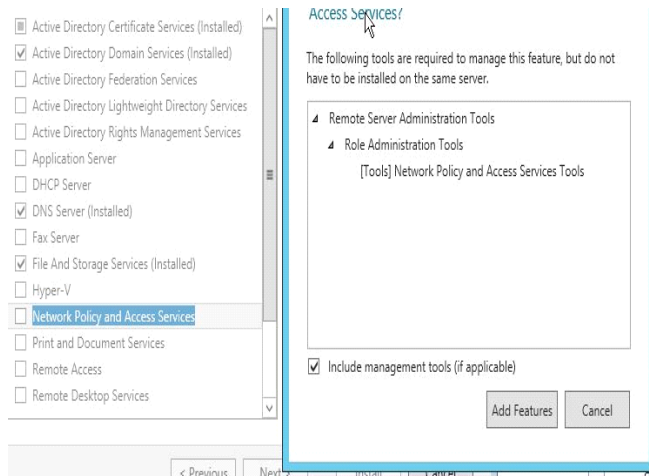 Active Directory Certificate Services (Installed)
Active Directory Domain Services (Installed)
Active Directory Federation Services
Active Directory Lightweight Directory Services
Active Directory Rights Management Services
Application Server
DHCP Server
DNS Server (Installed)
Fax Server
File And Storage Services (Installed)
Hyper-V
Network Policy and Access Services
Print and Document Services
Remote Access
Remote Desktop Services
< Previous
Next >
Install
Cancel
Access Services?
The following tools are required to manage this feature, but do not
have to be installed on the same server.
Remote Server Administration Tools
Role Administration Tools
[Tools] Network Policy and Access Services Tools
Include management tools (if applicable)
Add Features
Cancel